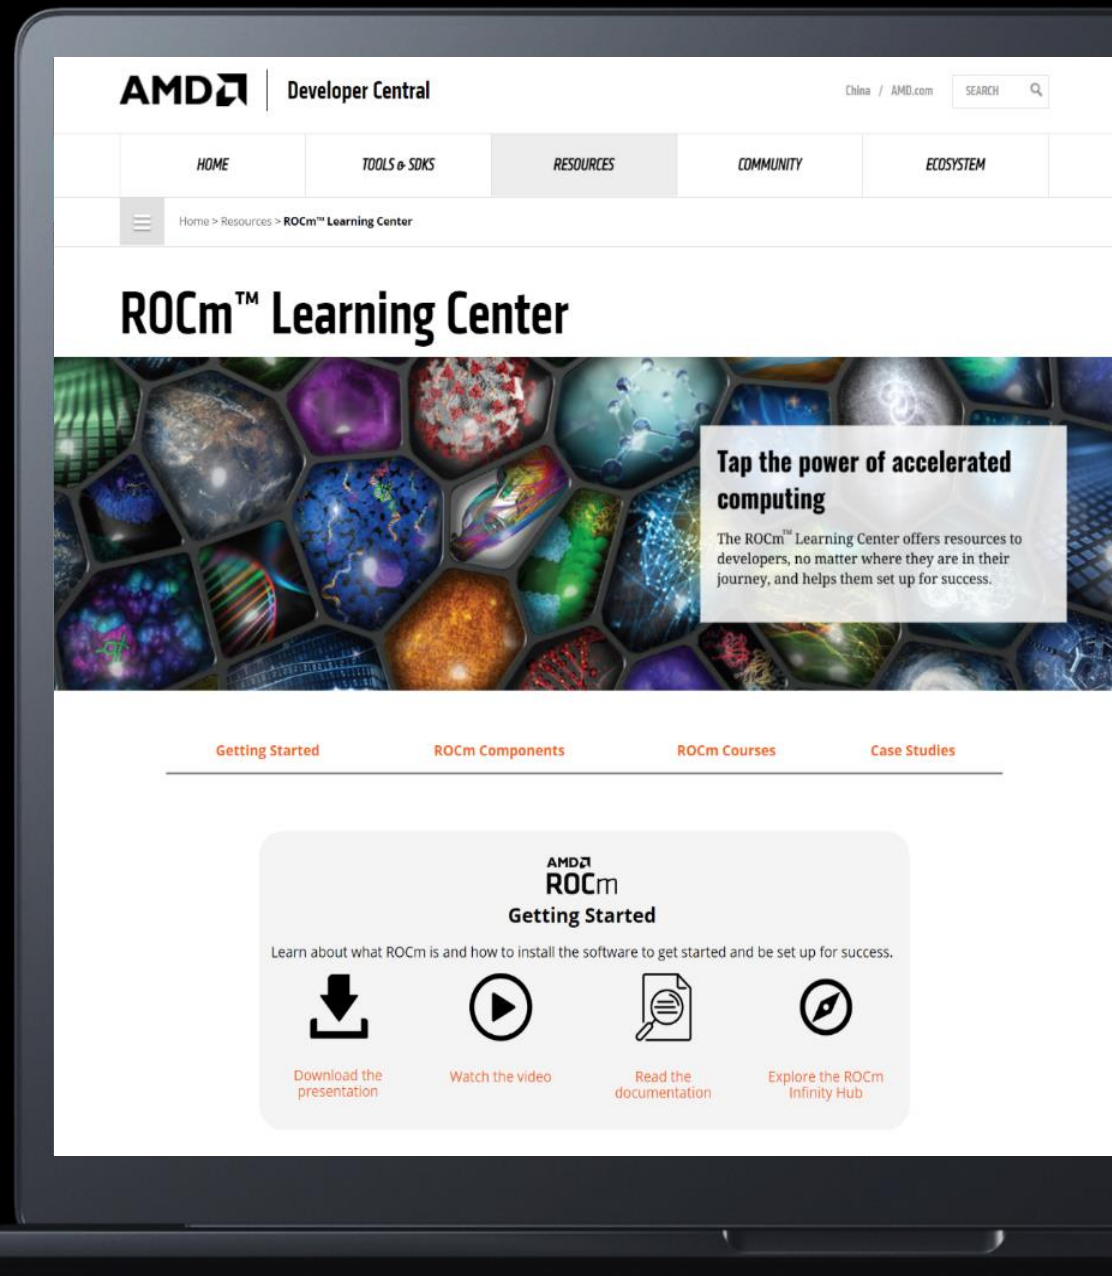 AMD
Developer Central
China / AMD.com
SEARCH
HOME
TOOLS & SDKS
RESOURCES
COMMUNITY
ECOSYSTEM
Home > Resources > ROCm™ Learning Center
ROCm™ Learning Center
Tap the power of accelerated
computing
The ROCm™ Learning Center offers resources to
developers, no matter where they are in their
journey, and helps them set up for success.
Getting Started
ROCm Components
ROCm Courses
Case Studies
AMD
ROCm
Getting Started
Learn about what ROCm is and how to install the software to get started and be set up for success.
Download the
presentation
Watch the video
Read the
documentation
Explore the ROCm
Infinity Hub